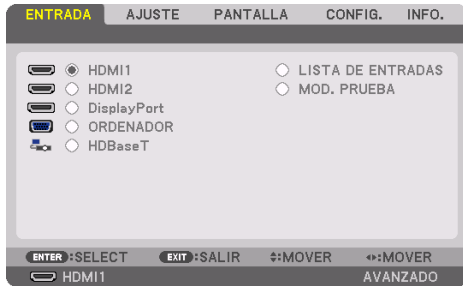 ENTRADA AJUSTE PANTALLA CONFIG. INFO.
HDMI1 LISTA DE ENTRADAS
HDMI2 MOD. PRUEBA
DisplayPort
ORDENADOR
HDBaseT
ENTER:SELECT EXIT:SALIR :MOVER :MOVER
HDMI1 AVANZADO